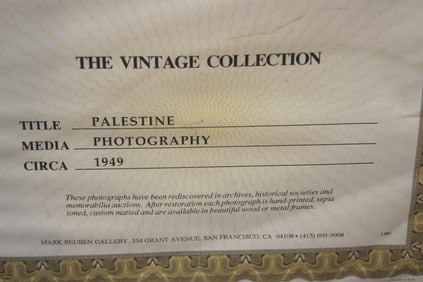 THE VINTAGE COLLECTION
TITLE PALESTINE
MEDIA PHOTOGRAPHY
CIRCA 1949
These photographs have been rediscovered in archives, historical societies and
memorabilia auctions. After restoration each photograph is hand-printed, sepia
toned, custom matted and are available in beautiful wood or metal frames.
MARK REUBEN GALLERY, 334 GRANT AVENUE, SAN FRANCISCO, CA 94108 • (415) 693-9968